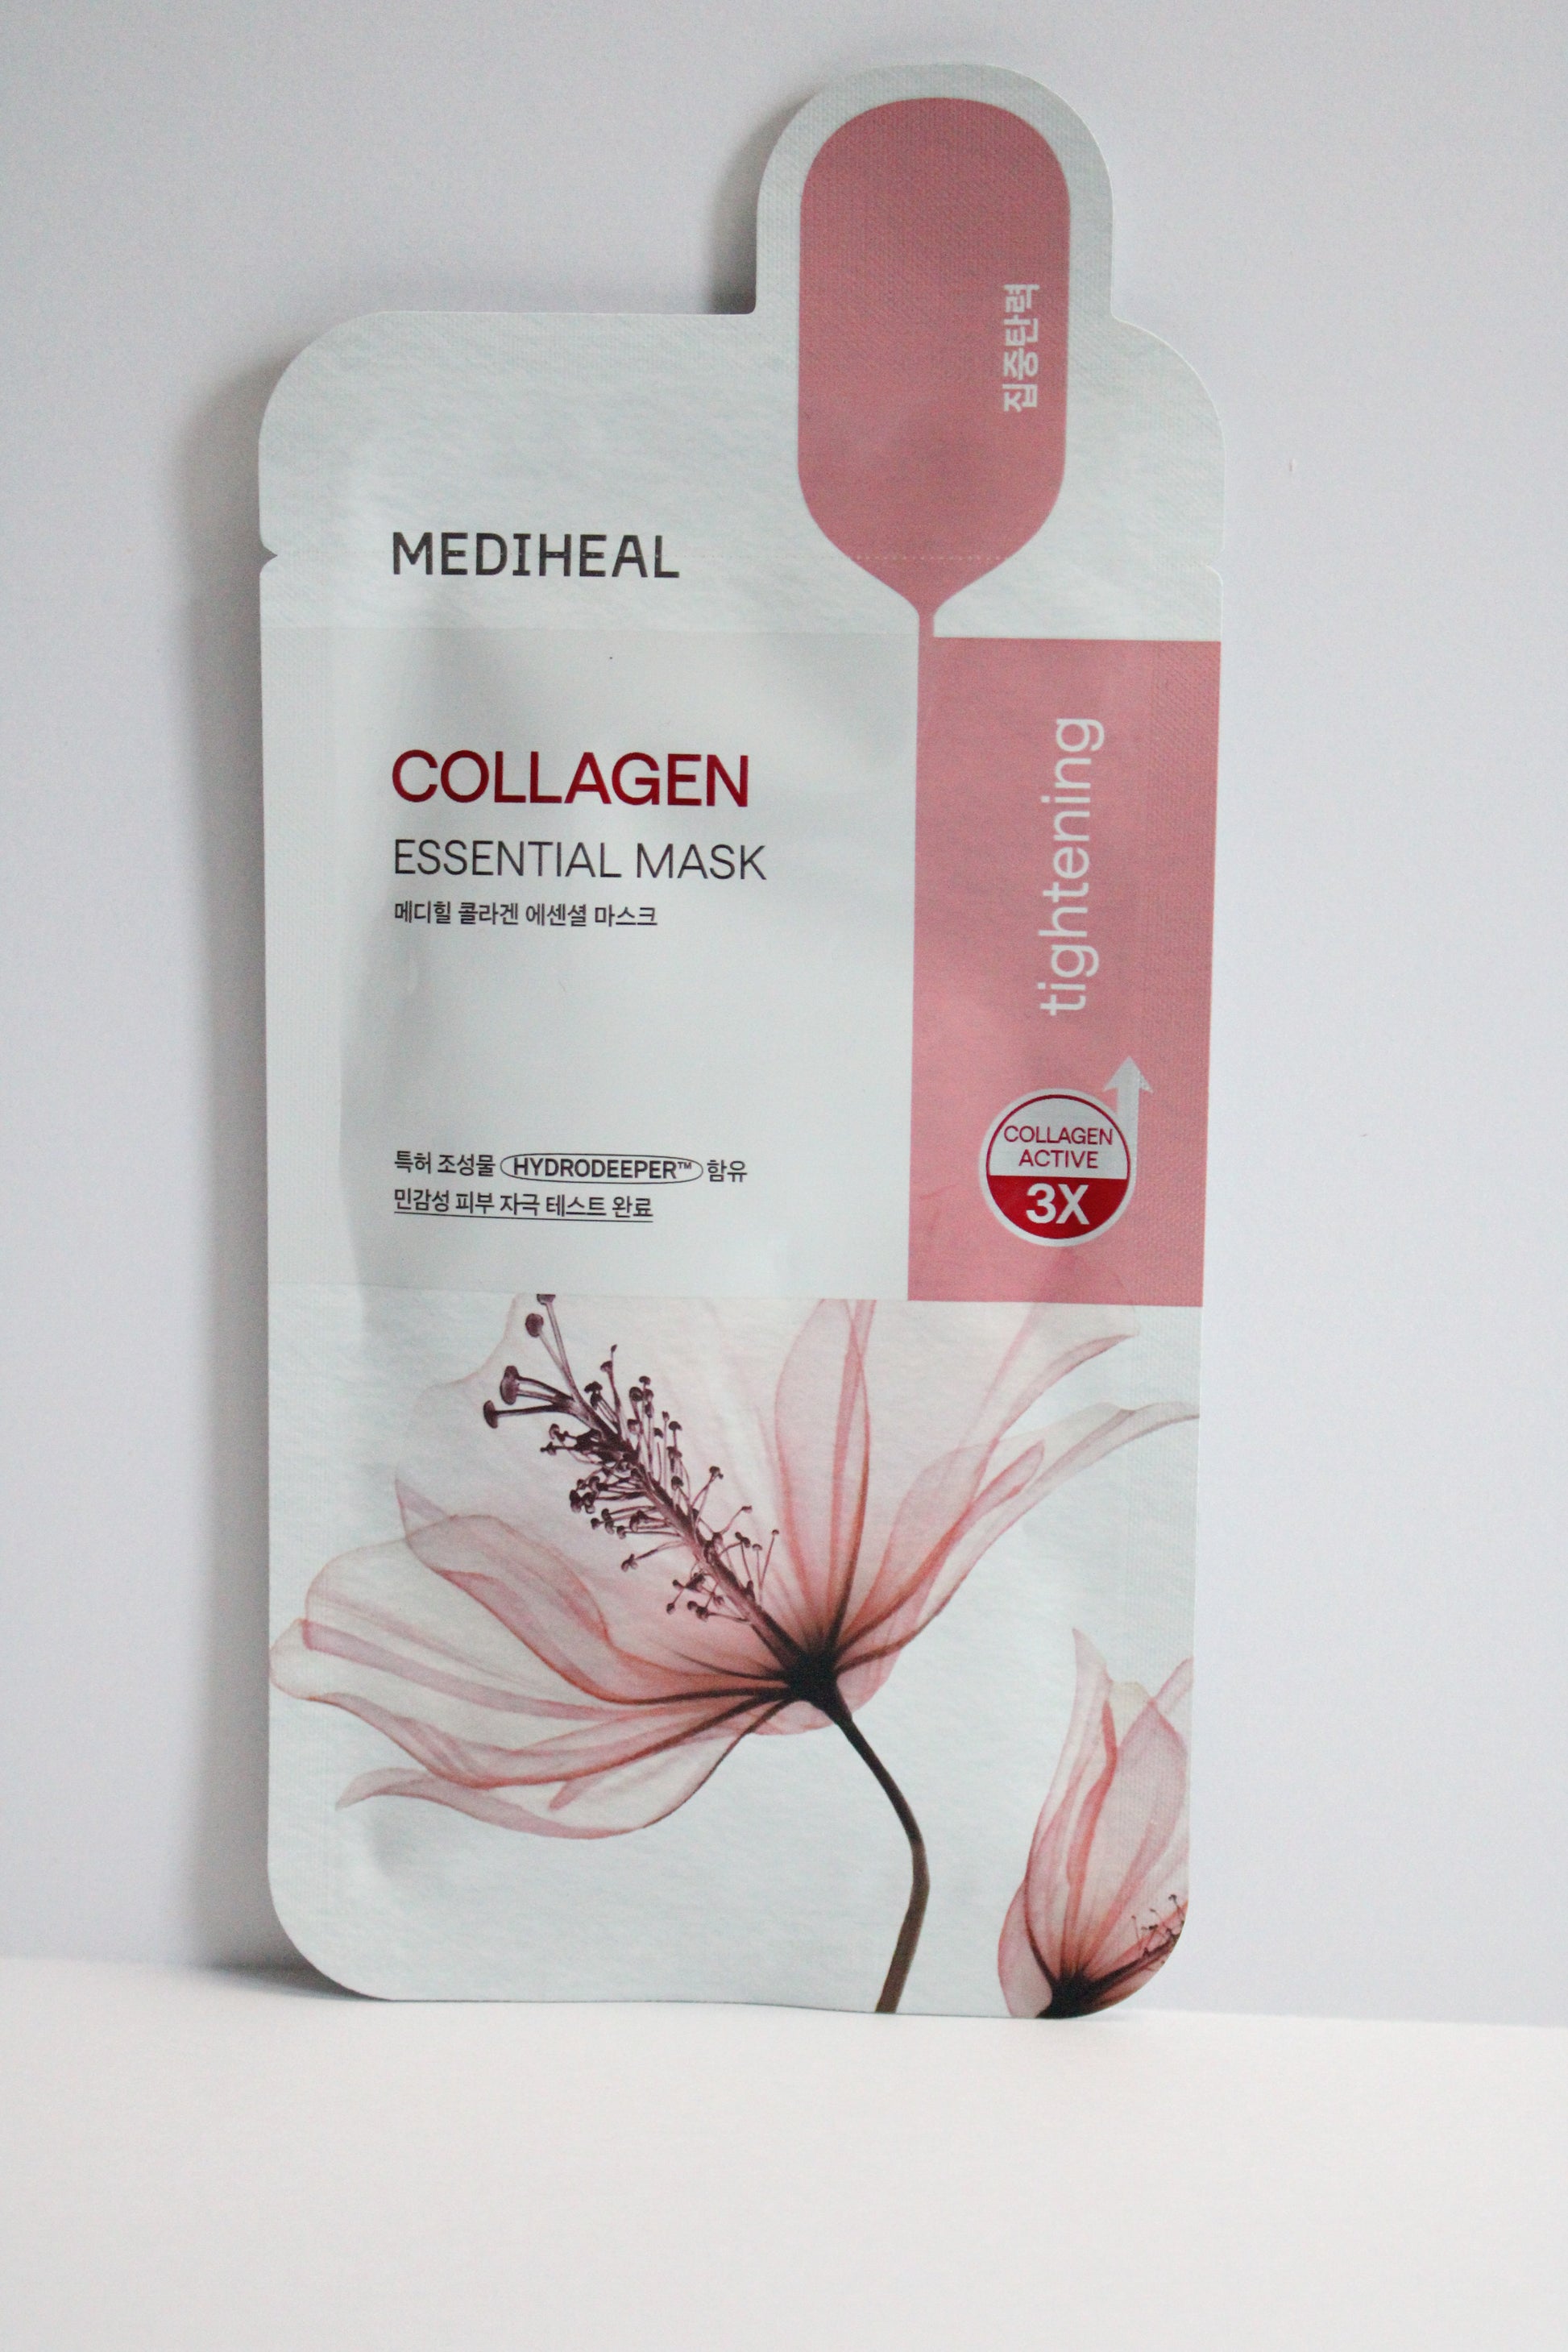 집중탄력
MEDIHEAL
COLLAGEN
ESSENTIAL MASK
메디힐 콜라겐 에센셜 마스크
tightening
COLLAGEN
ACTIVE
3X
특허 조성물 HYDRODEEPER™ 함유
민감성 피부 자극 테스트 완료